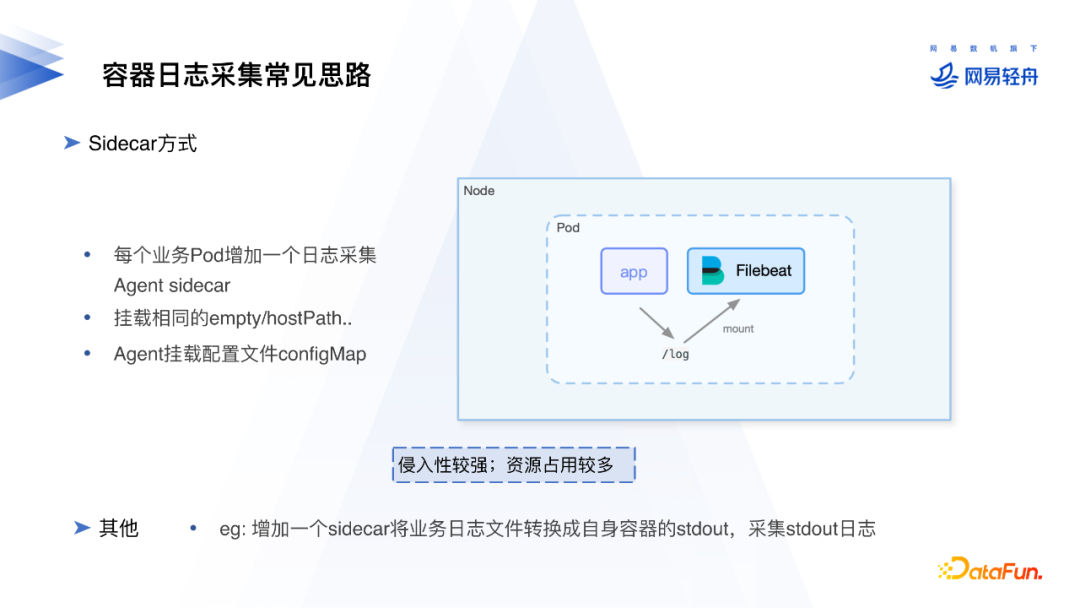 容器日志采集常见思路
网易数帆旗下
网易轻舟
➤ Sidecar方式
• 每个业务Pod增加一个日志采集
Agent sidecar
• 挂载相同的empty/hostPath..
• Agent挂载配置文件configMap
Node
Pod
app
Filebeat
mount
/log
侵入性较强；资源占用较多
➤ 其他 • eg: 增加一个sidecar将业务日志文件转换成自身容器的stdout，采集stdout日志
DataFun.